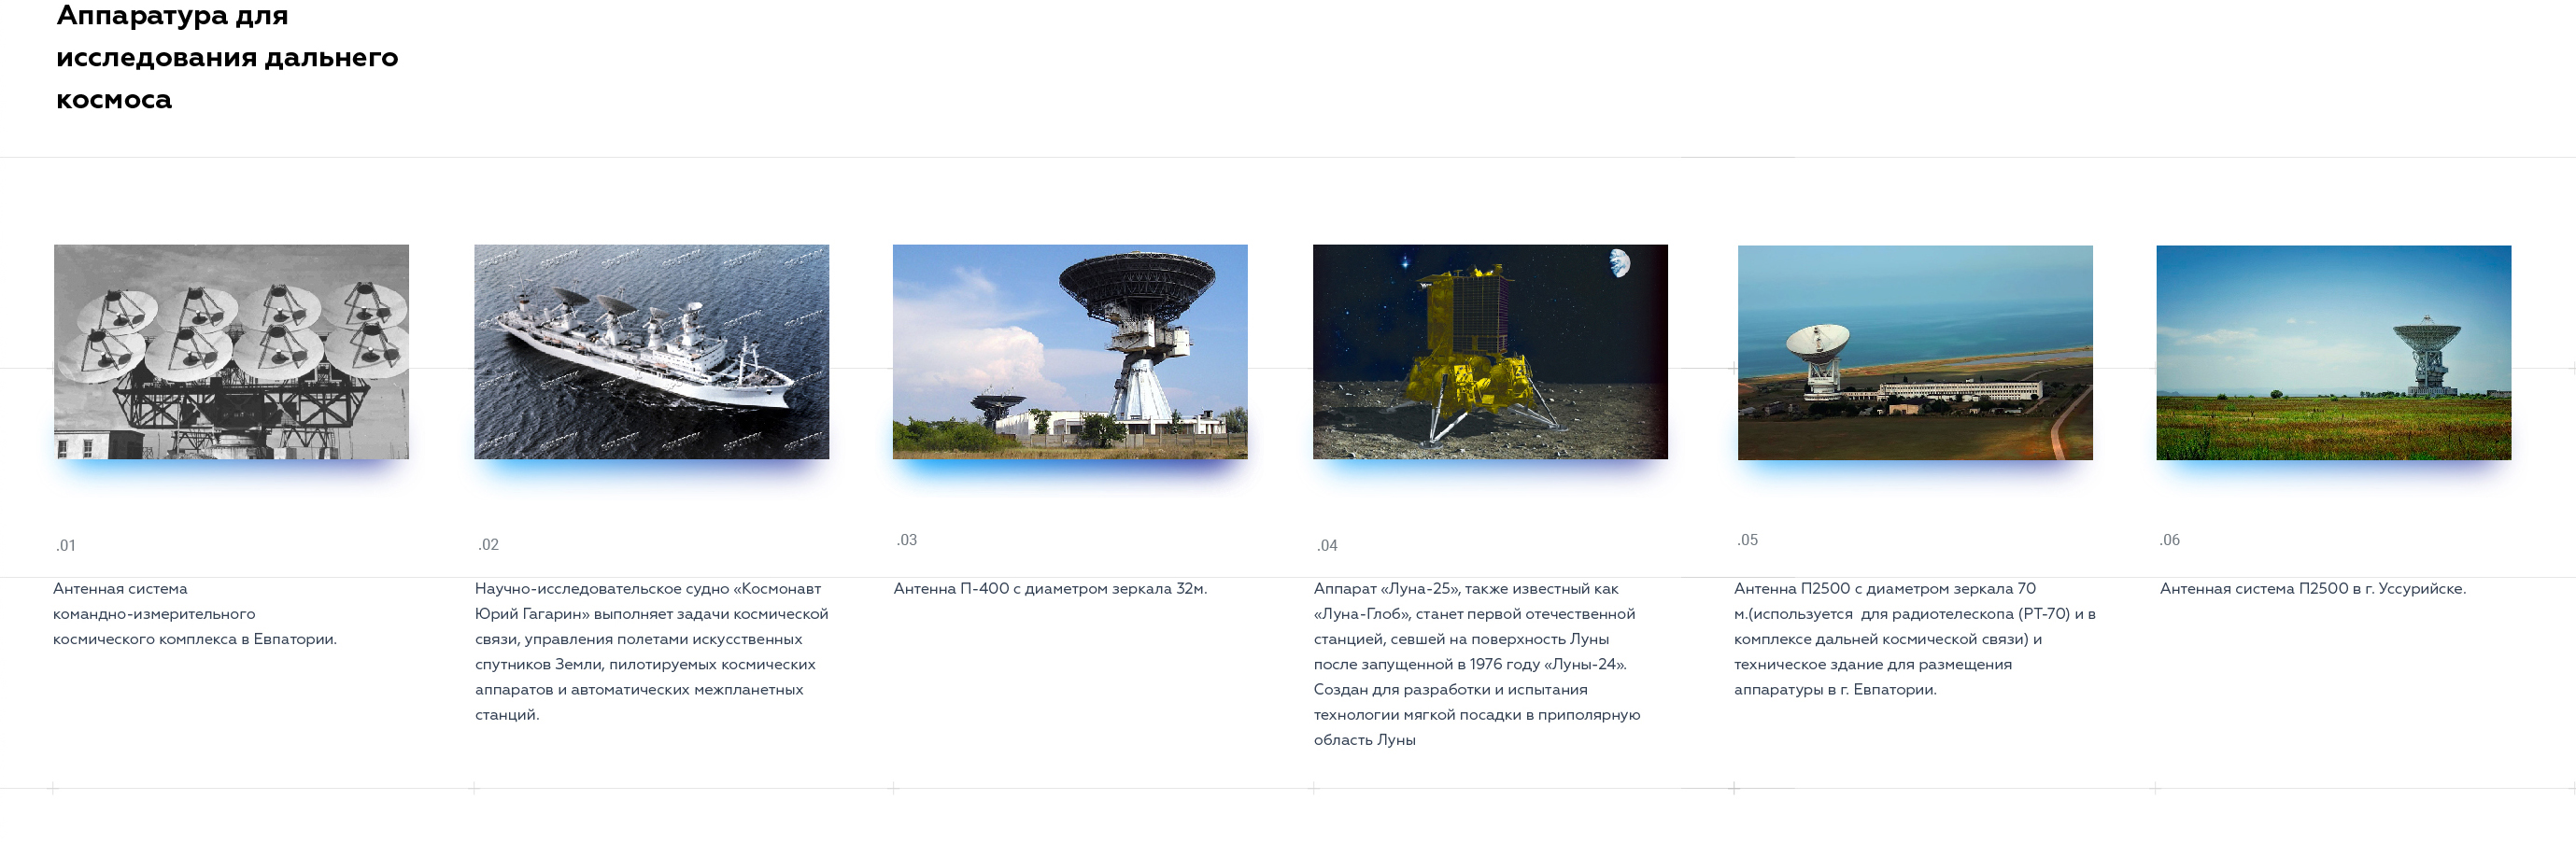 Аппаратура для
исследования дальнего
космоса
.01
Антенная система
командно-измерительного
космического комплекса в Евпатории.
.02
Научно-исследовательское судно «Космонавт
Юрий Гагарин» выполняет задачи космической
связи, управления полетами искусственных
спутников Земли, пилотируемых космических
аппаратов и автоматических межпланетных
станций.
.03
Антенна П-400 с диаметром зеркала 32м.
.04
Аппарат «Луна-25», также известный как
«Луна-Глоб», станет первой отечественной
станцией, севшей на поверхность Луны
после запущенной в 1976 году «Луны-24».
Создан для разработки и испытания
технологии мягкой посадки в приполярную
область Луны
.05
Антенна П2500 с диаметром зеркала 70
м.(используется  для радиотелескопа (РТ-70) и в
комплексе дальней космической связи) и
техническое здание для размещения
аппаратуры в г. Евпатории.
.06
Антенная система П2500 в г. Уссурийске.